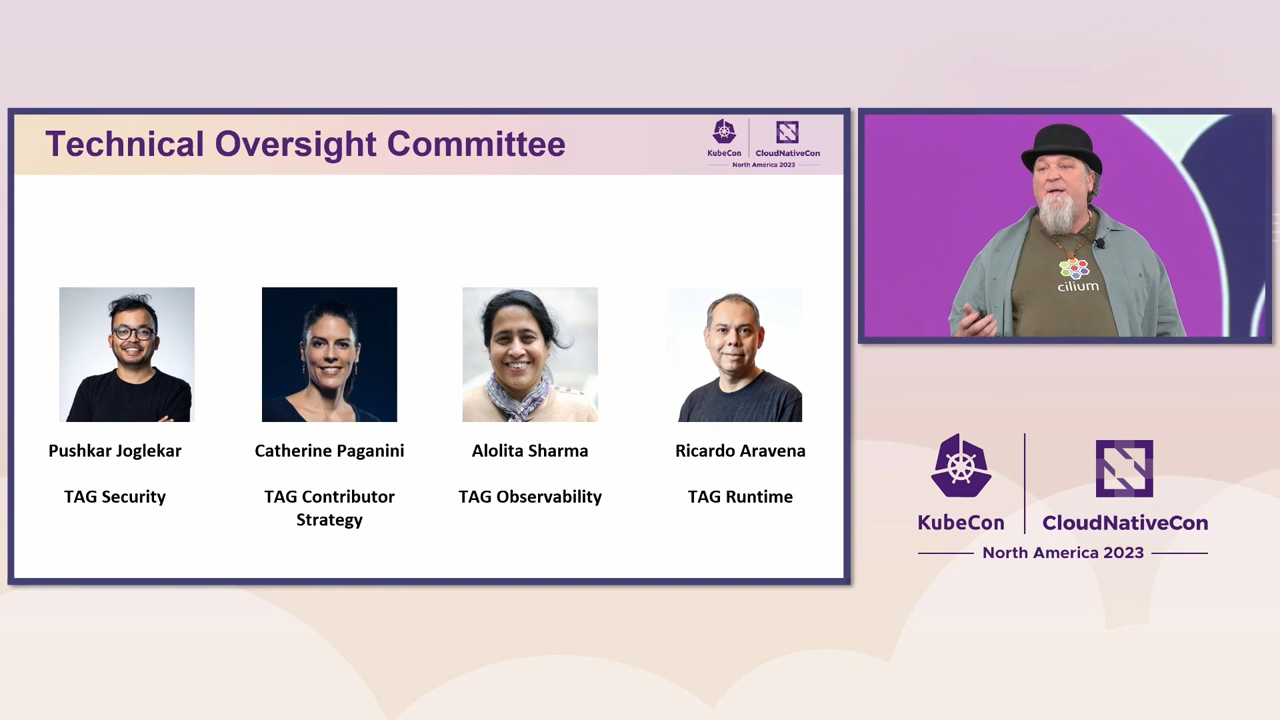 Technical Oversight Committee
KubeCon
CloudNativeCon
North America 2023
Pushkar Joglekar
TAG Security
Catherine Paganini
TAG Contributor
Strategy
Alolita Sharma
TAG Observability
Ricardo Aravena
TAG Runtime
cilium
KubeCon
CloudNativeCon
North America 2023